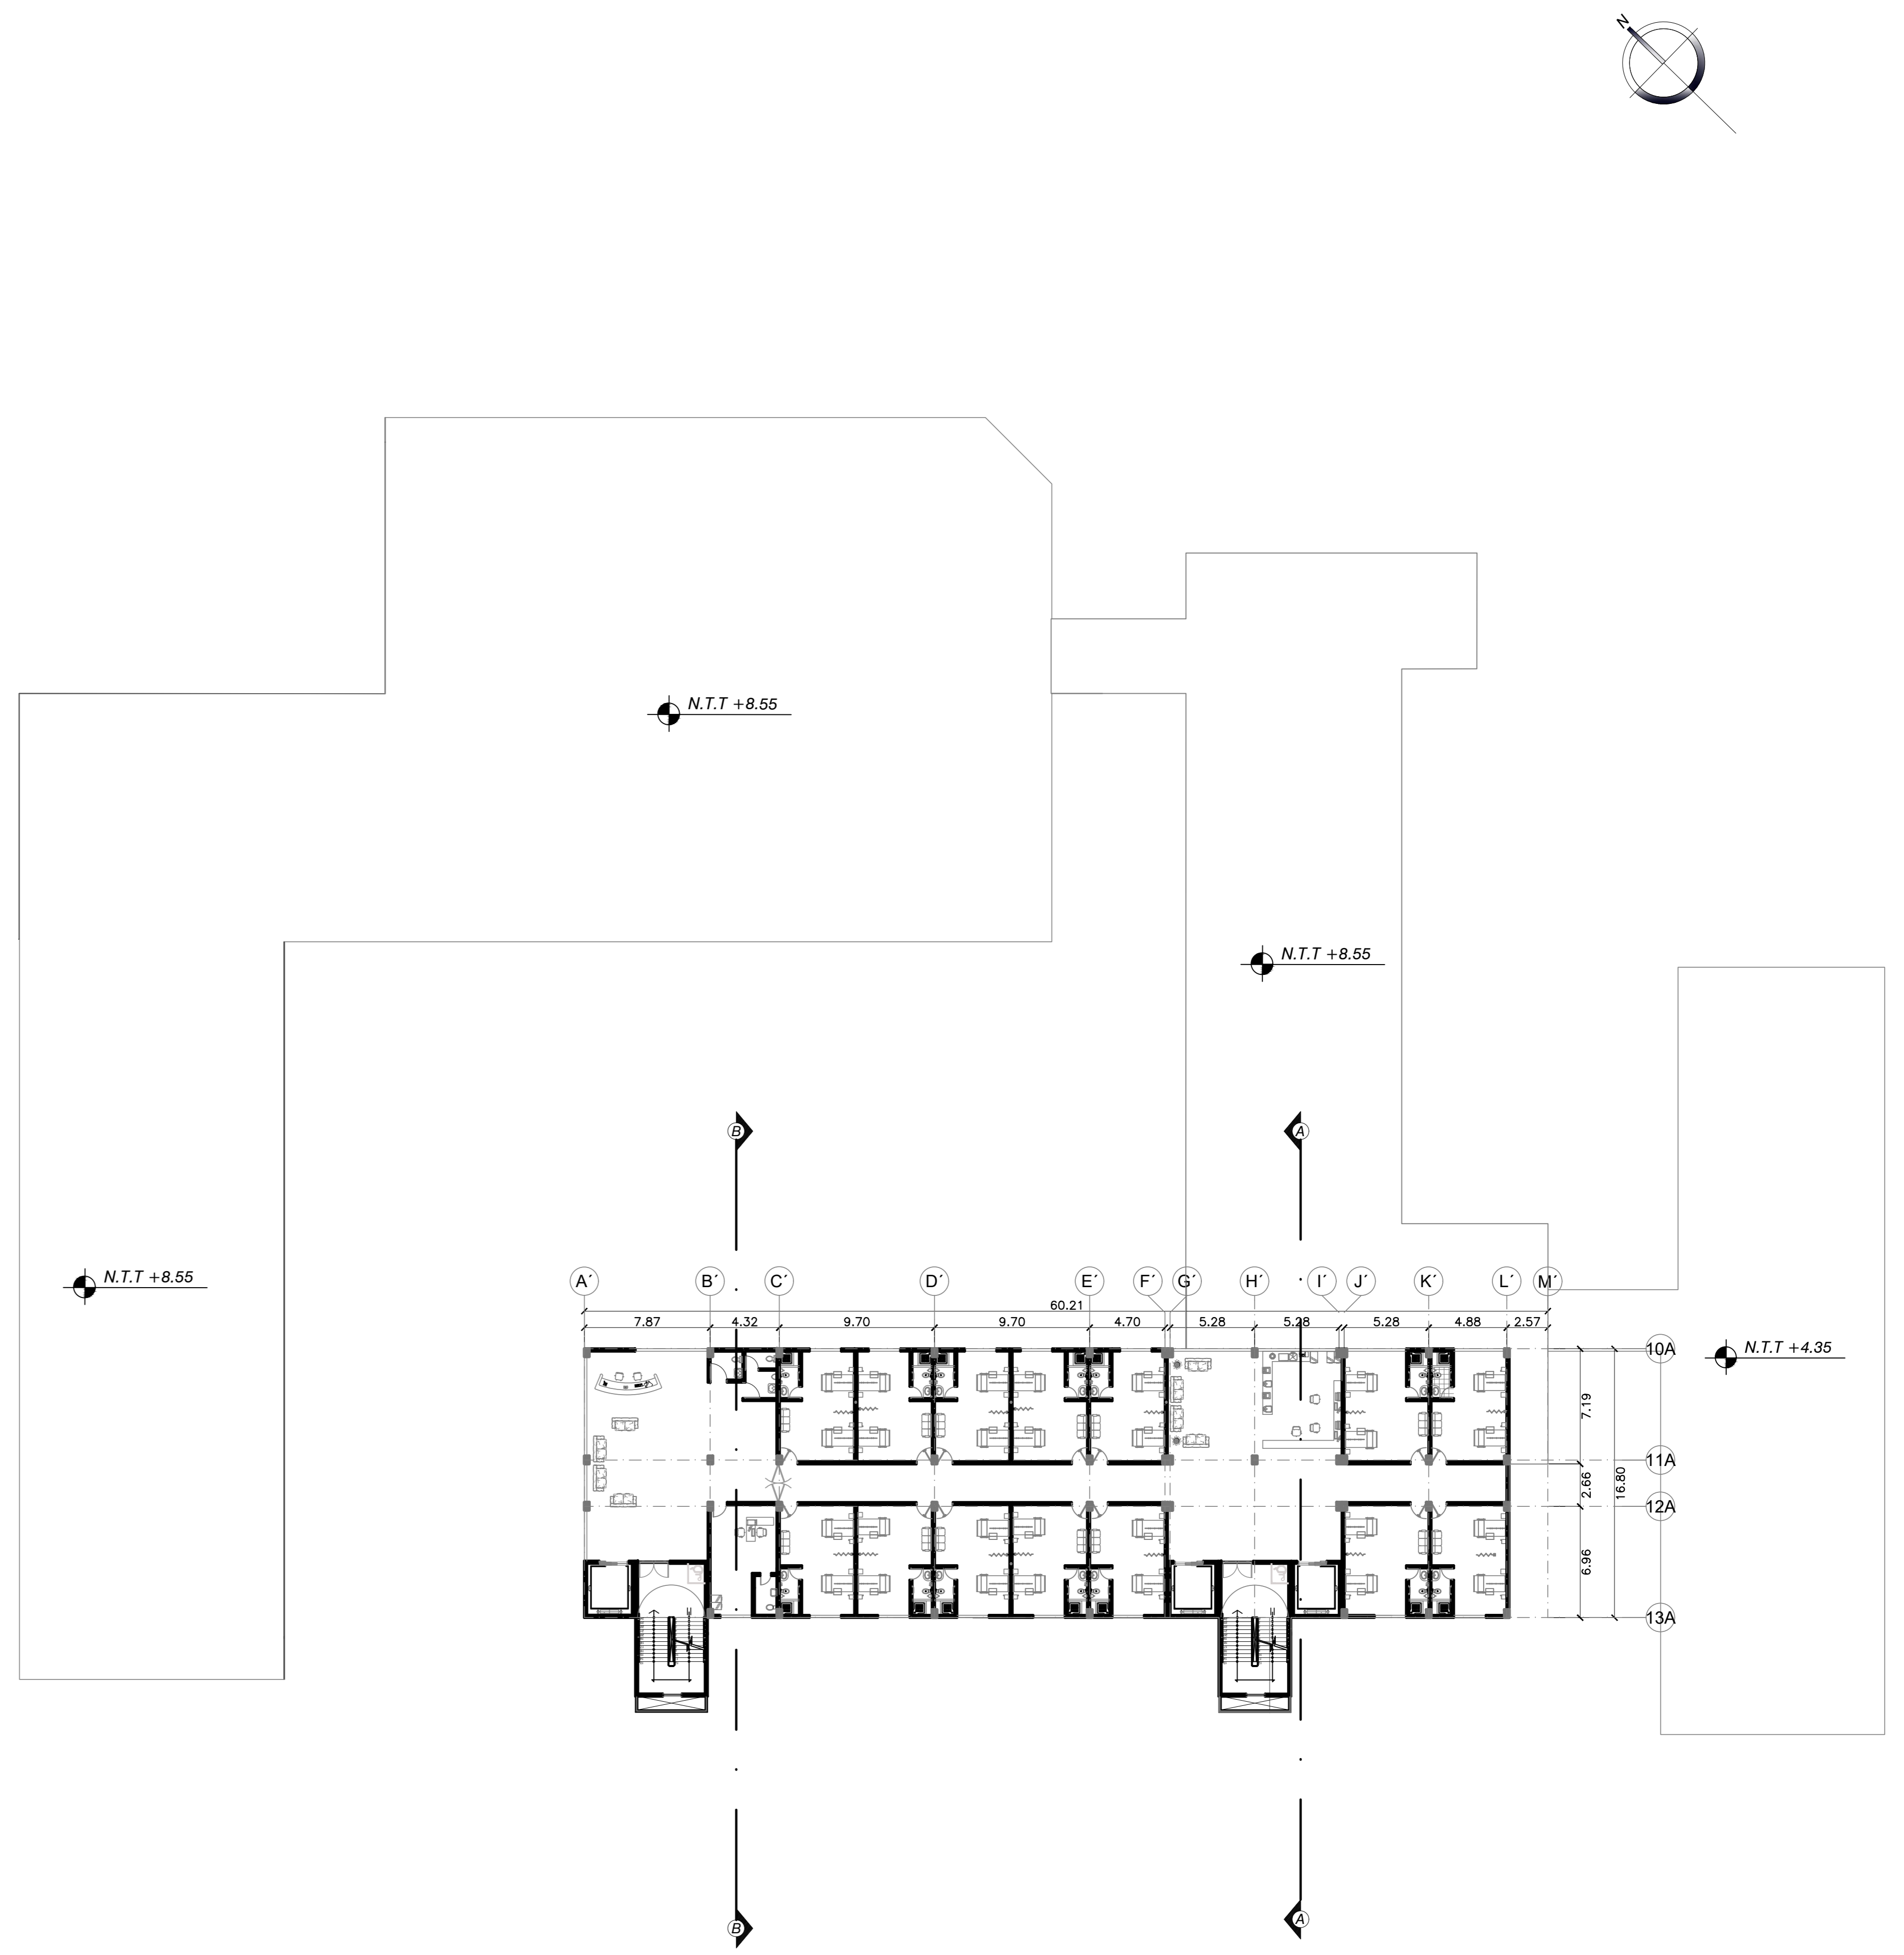 N
N.T.T +8.55
N.T.T +8.55
B
A
N.T.T +8.55
A´ B´ C´ D´ E´ F´ G´ H´ I´ J´ K´ L´ M´
60.21
7.87 4.32 9.70 9.70 4.70 5.28 5.28 5.28 4.88 2.57
10A
N.T.T +4.35
7.19
11A
2.66
16.80
12A
6.96
13A
B
A